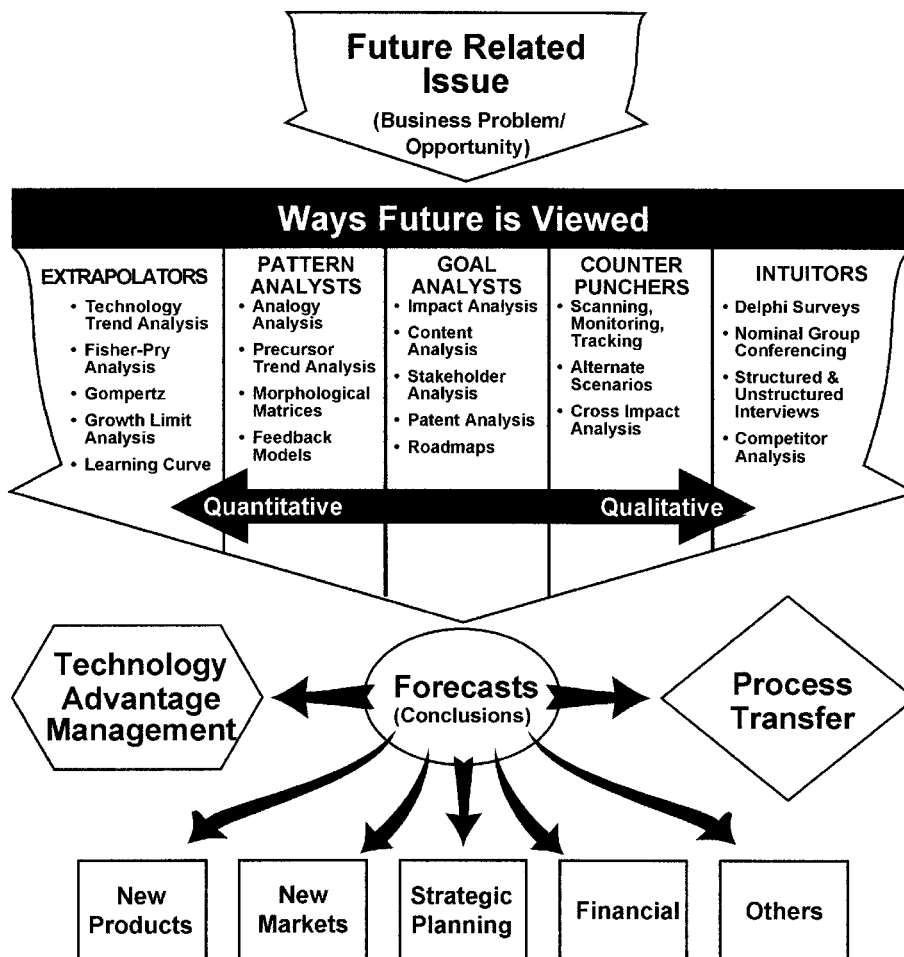 Future Related
Issue
(Business Problem/
Opportunity)
Ways Future is Viewed
EXTRAPOLATORS
• Technology
Trend Analysis
• Fisher-Pry
Analysis
• Gompertz
• Growth Limit
Analysis
• Learning Curve
PATTERN
ANALYSTS
• Analogy
Analysis
• Precursor
Trend Analysis
• Morphological
Matrices
• Feedback
Models
GOAL
ANALYSTS
• Impact Analysis
• Content
Analysis
• Stakeholder
Analysis
• Patent Analysis
• Roadmaps
COUNTER
PUNCHERS
• Scanning,
Monitoring,
Tracking
• Alternate
Scenarios
• Cross Impact
Analysis
INTUITORS
• Delphi Surveys
• Nominal Group
Conferencing
• Structured &
Unstructured
Interviews
• Competitor
Analysis
Quantitative
Qualitative
Technology
Advantage
Management
Forecasts
(Conclusions)
Process
Transfer
New
Products
New
Markets
Strategic
Planning
Financial
Others